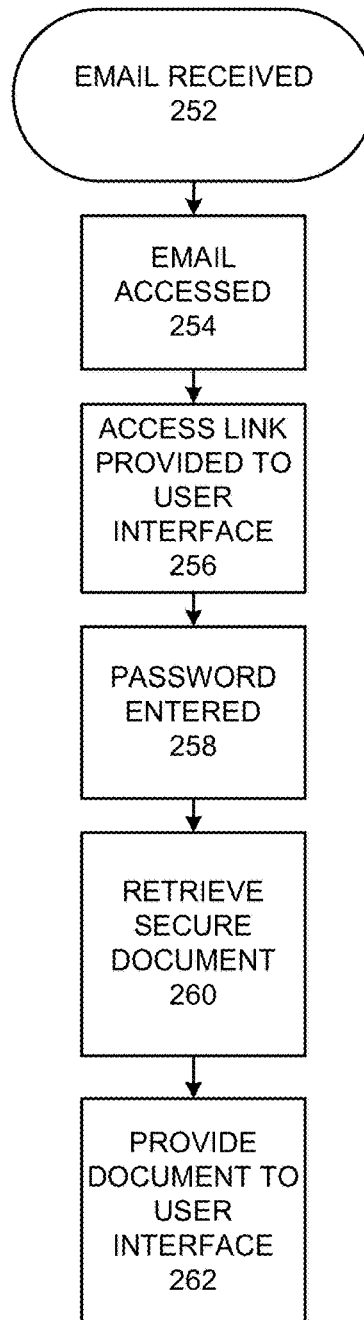 EMAIL RECEIVED
252
EMAIL
ACCESSED
254
ACCESS LINK
PROVIDED TO
USER
INTERFACE
256
PASSWORD
ENTERED
258
RETRIEVE
SECURE
DOCUMENT
260
PROVIDE
DOCUMENT TO
USER
INTERFACE
262